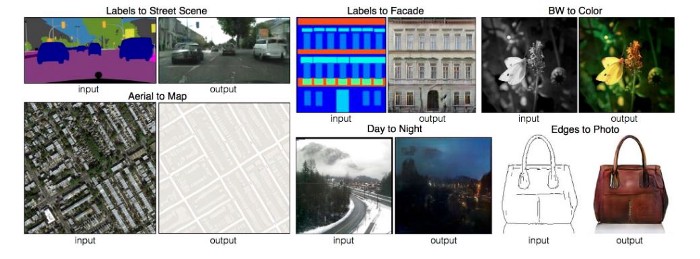 Labels to Street Scene
input
output
Aerial to Map
input
output
Labels to Facade
input
output
BW to Color
input
output
Day to Night
input
output
Edges to Photo
input
output